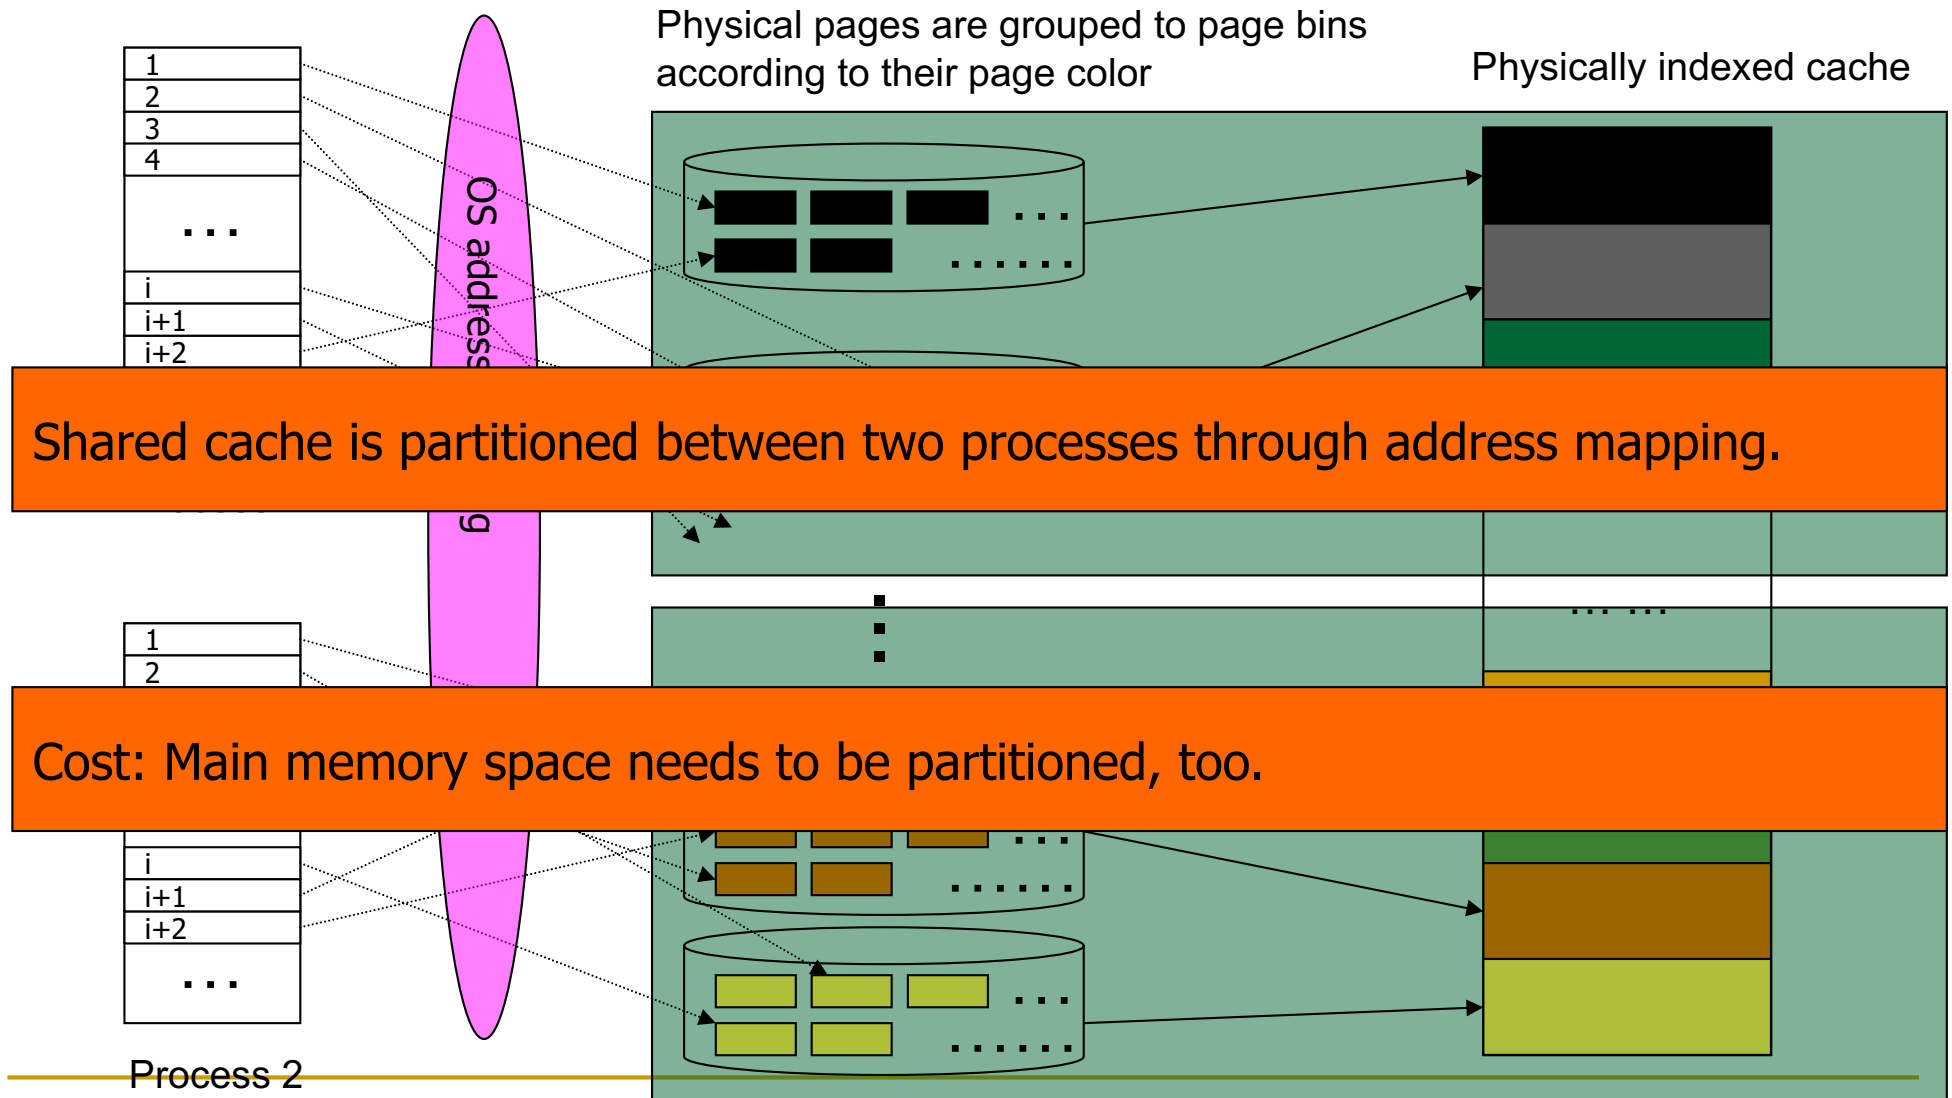 Physical pages are grouped to page bins
according to their page color
Physically indexed cache
1
2
3
4
...
i
i+1
i+2
OS address
g
...
......
Shared cache is partitioned between two processes through address mapping.
... ...
1
2
Cost: Main memory space needs to be partitioned, too.
i
i+1
i+2
...
...
......
...
......
Process 2